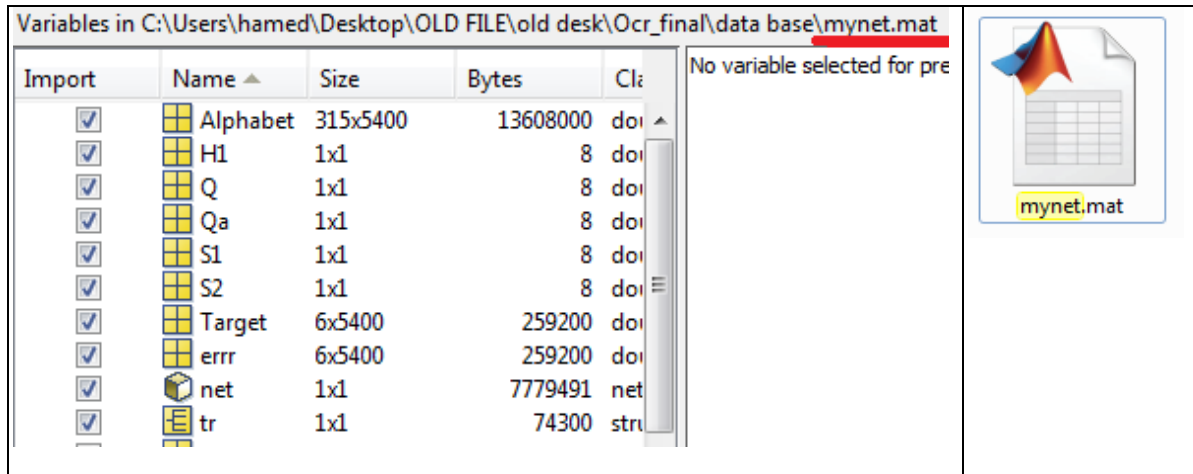 Variables in C:\Users\hamed\Desktop\OLD FILE\old desk\Ocr_final\data base\mynet.mat
Import Name Size Bytes Cla
No variable selected for pre
Alphabet 315x5400 13608000 dou
H1 1x1 8 dou
Q 1x1 8 dou
Qa 1x1 8 dou
S1 1x1 8 dou
S2 1x1 8 dou
Target 6x5400 259200 dou
errr 6x5400 259200 dou
net 1x1 7779491 net
tr 1x1 74300 stru
mynet.mat